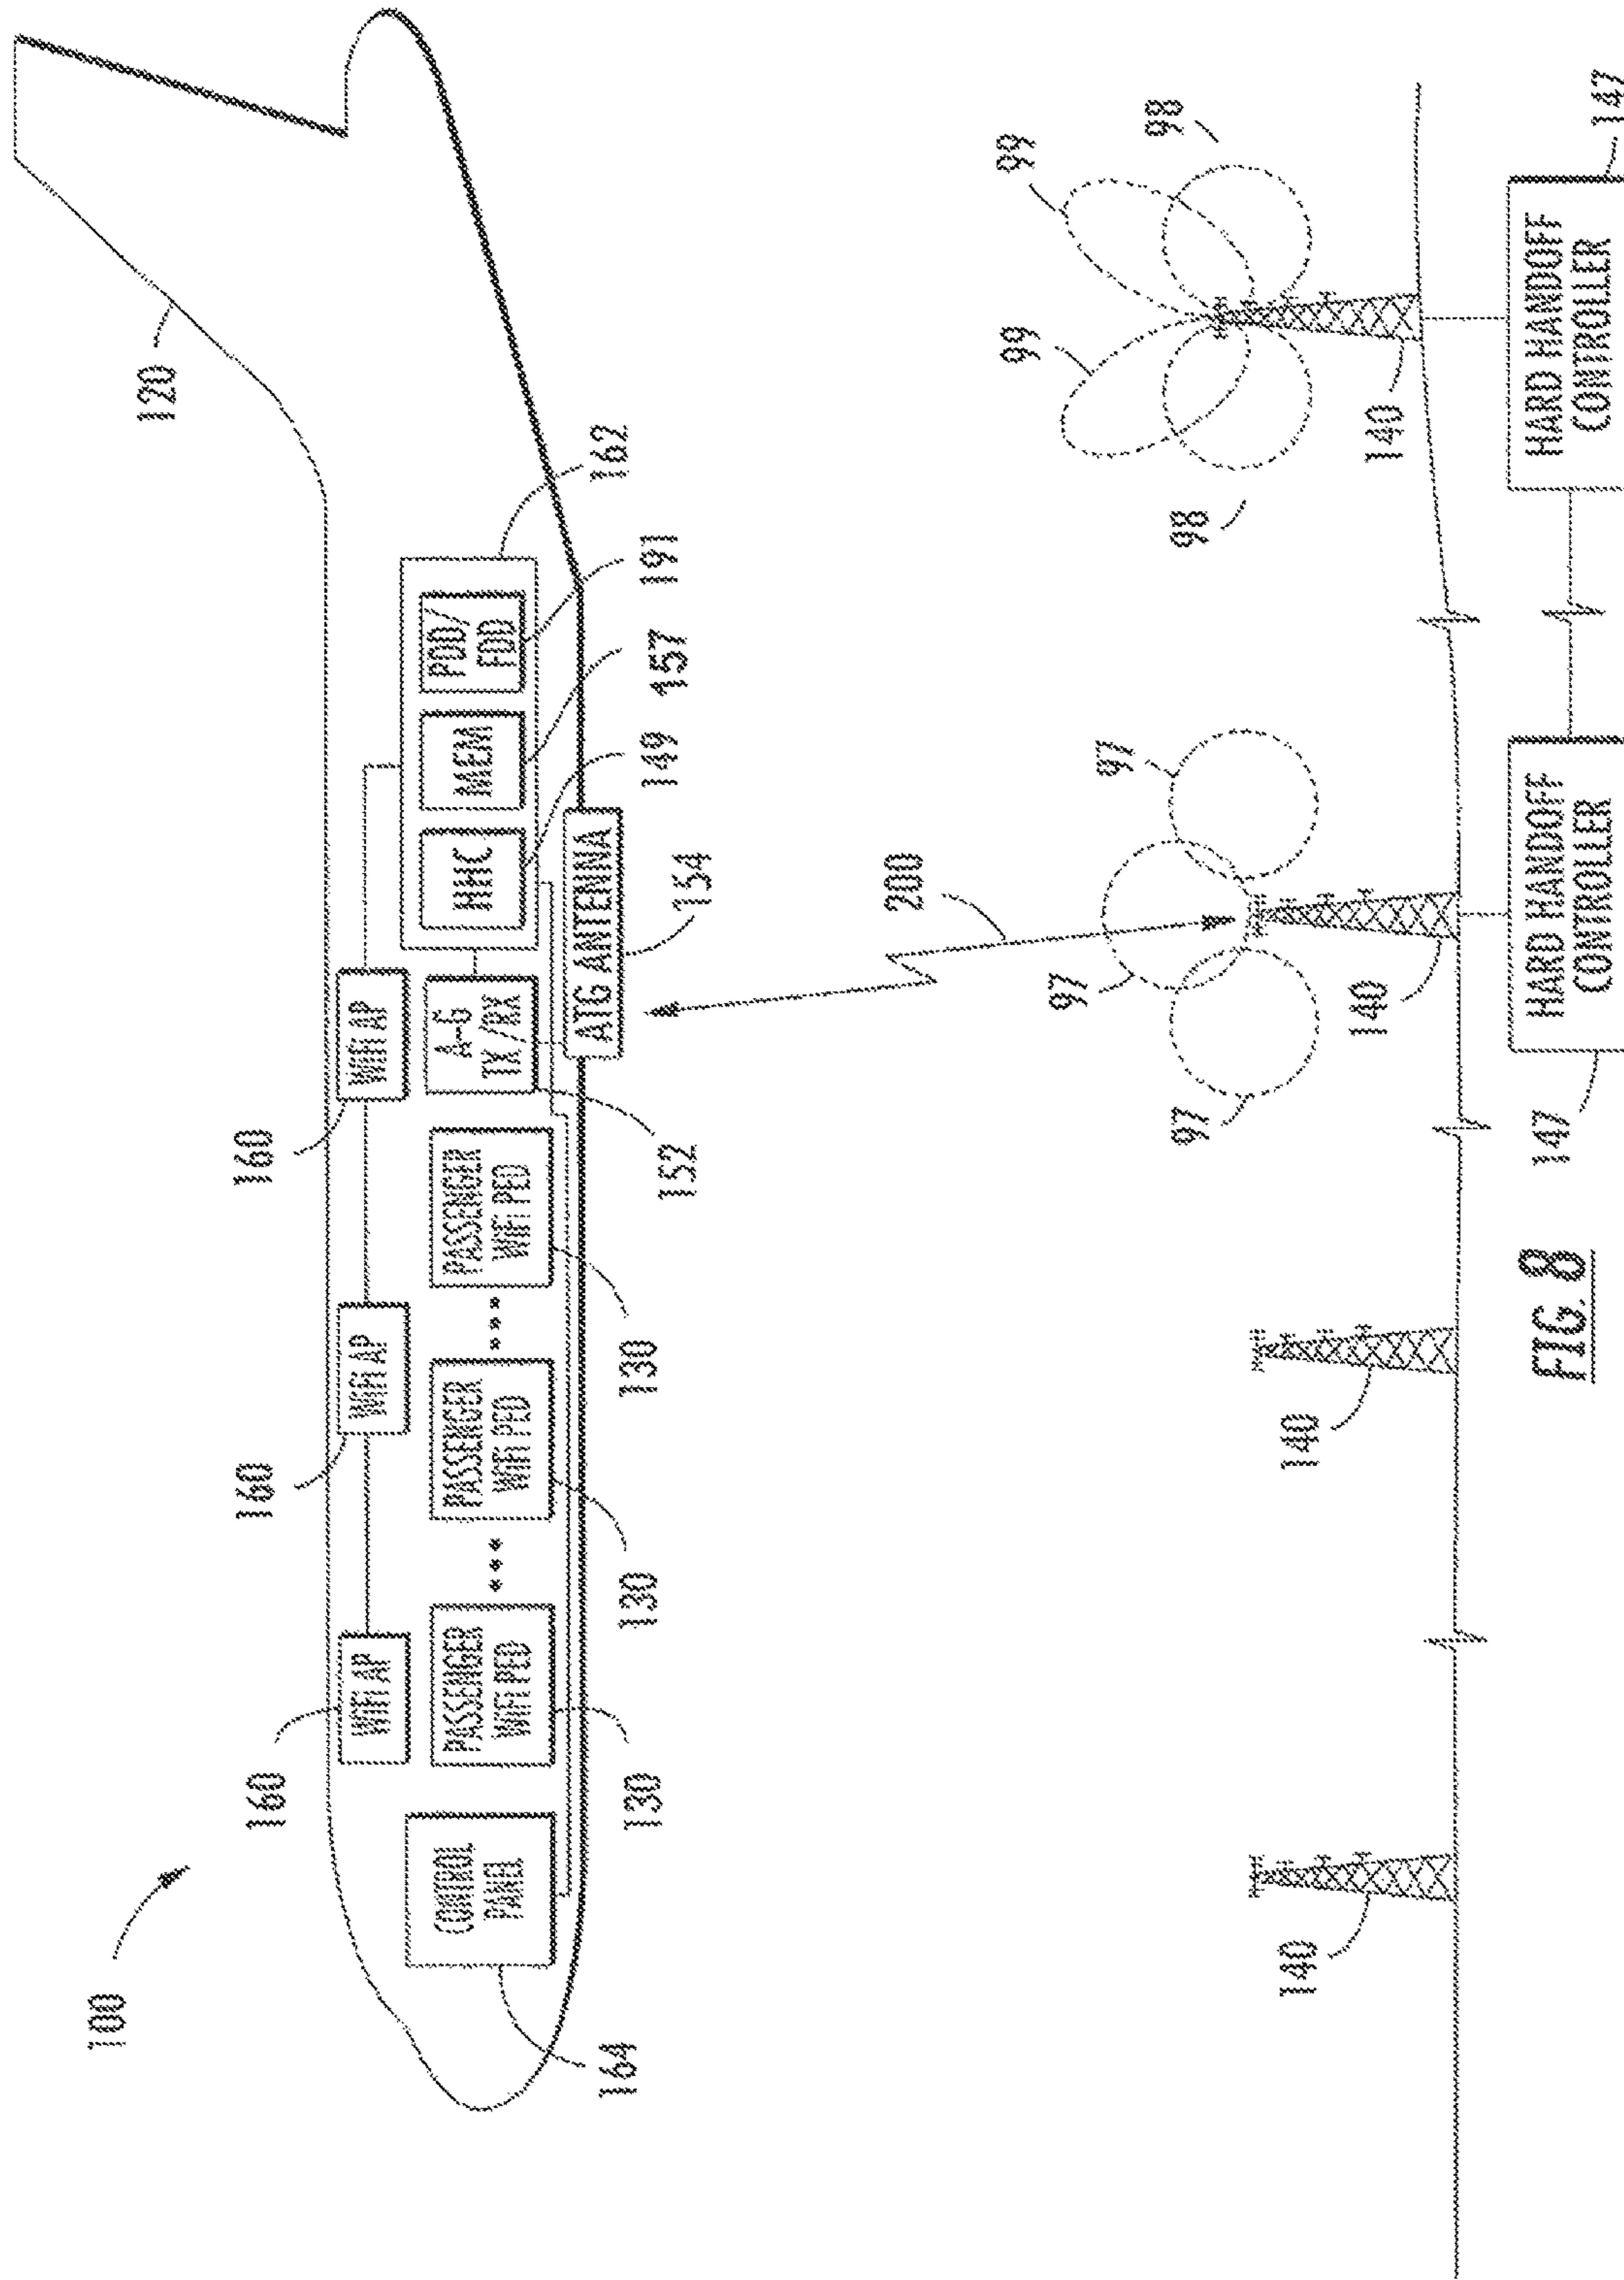 100
120
160
160
160
WIFI AP
WIFI AP
WIFI AP
CONTROL
PANEL
PASSENGER
WIFI PED
PASSENGER
WIFI PED
PASSENGER
WIFI PED
A-G
TX/RX
HHC
MEM
PDD/
FDD
ATG ANTENNA
164
130
130
130
152
154
149
157
191
162
200
97
97
97
99
99
98
98
140
140
140
140
HARD HANDOFF
CONTROLLER
HARD HANDOFF
CONTROLLER
147
147
FIG. 8